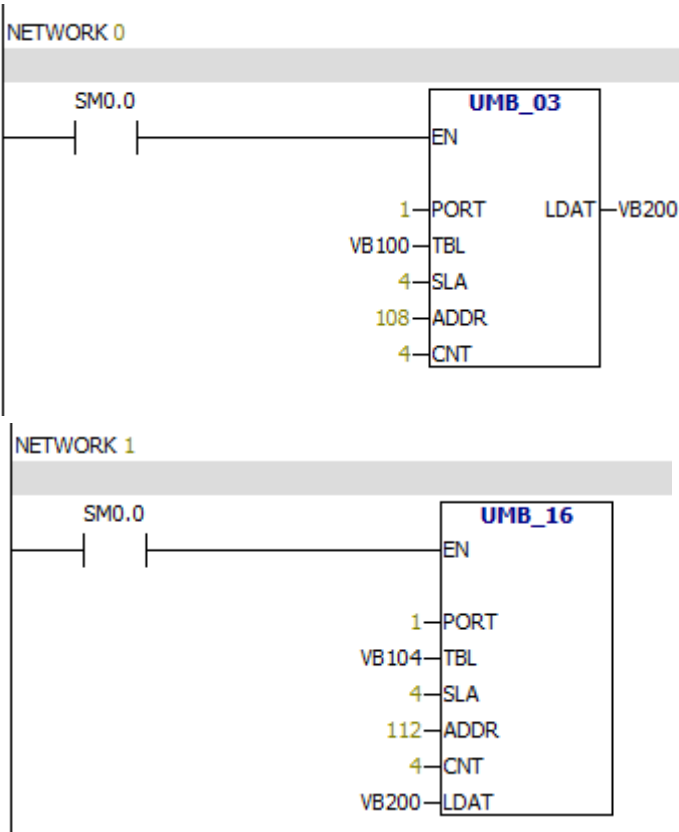 NETWORK 0
SM0.0
UMB_03
EN
1 PORT LDAT VB200
VB100 TBL
4 SLA
108 ADDR
4 CNT
NETWORK 1
SM0.0
UMB_16
EN
1 PORT
VB104 TBL
4 SLA
112 ADDR
4 CNT
VB200 LDAT